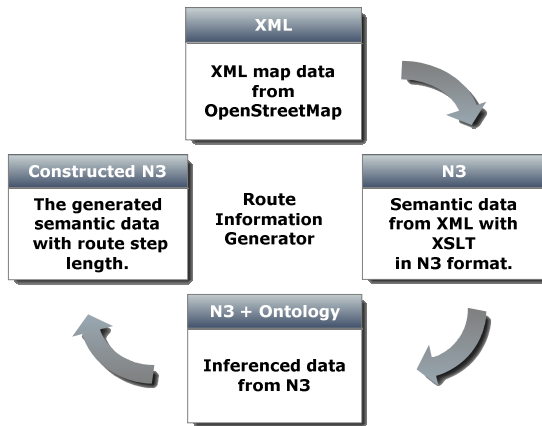 XML
XML map data
from
OpenStreetMap
Constructed N3
The generated
semantic data
with route step
length.
Route
Information
Generator
N3
Semantic data
from XML with
XSLT
in N3 format.
N3 + Ontology
Inferenced data
from N3